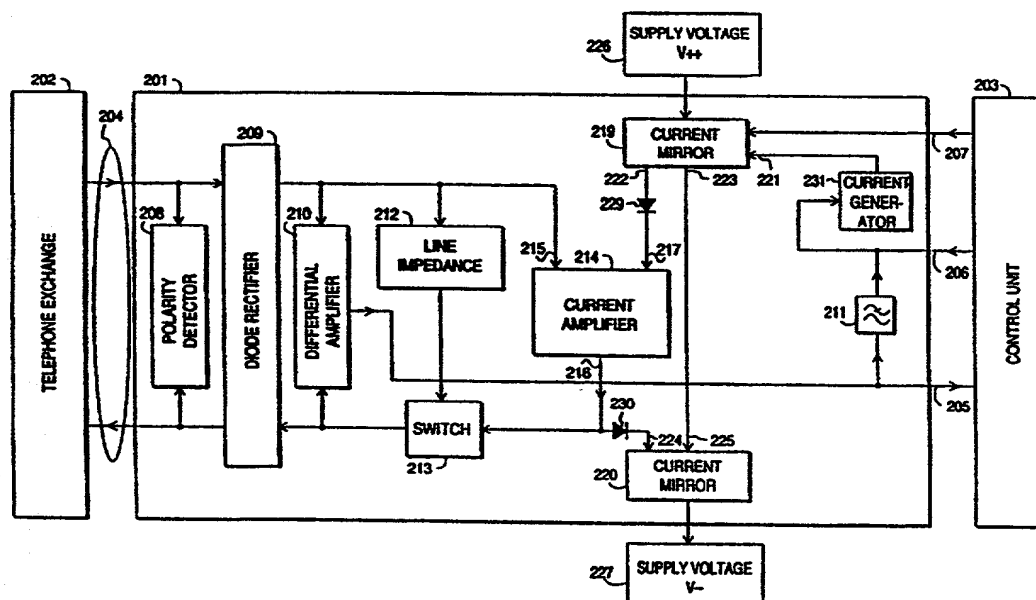 SUPPLY VOLTAGE
V++
226
202
201
203
204
209
219
CURRENT
MIRROR
207
222
223
221
231
CURRENT
GENER-
ATOR
229
208
210
212
LINE
IMPEDANCE
215
214
217
206
TELEPHONE EXCHANGE
POLARITY
DETECTOR
DIODE RECTIFIER
DIFFERENTIAL
AMPLIFIER
CURRENT
AMPLIFIER
211
CONTROL UNIT
216
205
230
SWITCH
213
224
225
220
CURRENT
MIRROR
227
SUPPLY VOLTAGE
V--